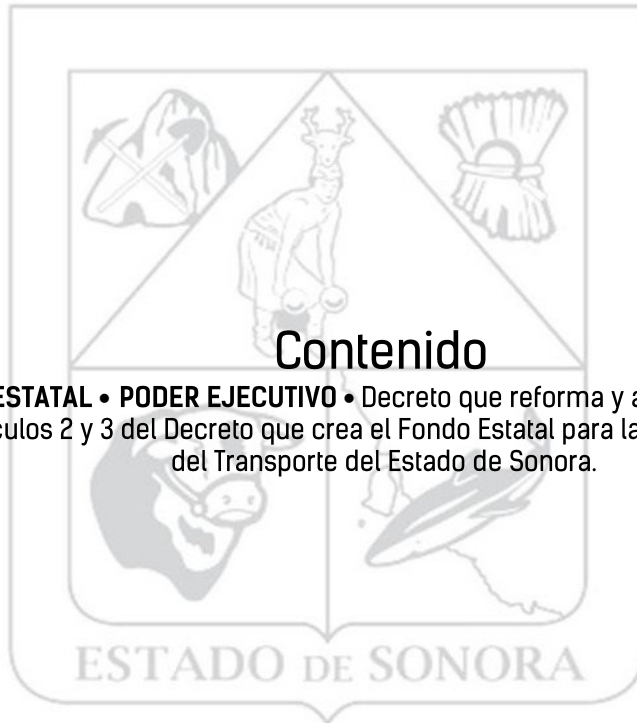 Contenido
ESTATAL • PODER EJECUTIVO • Decreto que reforma y
culos 2 y 3 del Decreto que crea el Fondo Estatal para la
del Transporte del Estado de Sonora.
ESTADO DE SONORA